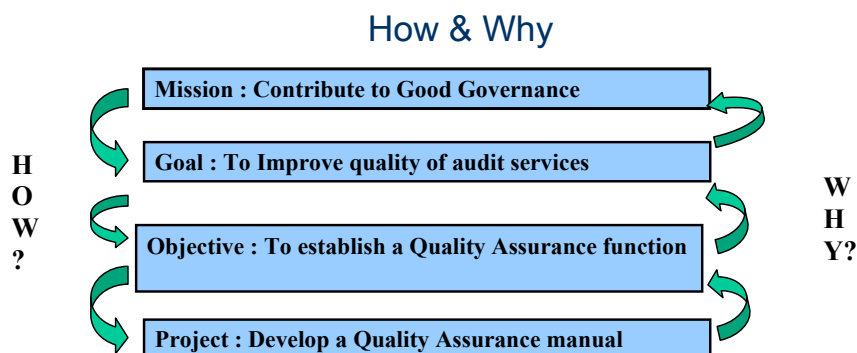 How & Why
Mission : Contribute to Good Governance
Goal : To Improve quality of audit services
H
O
W
?
W
H
Y?
Objective : To establish a Quality Assurance function
Project : Develop a Quality Assurance manual